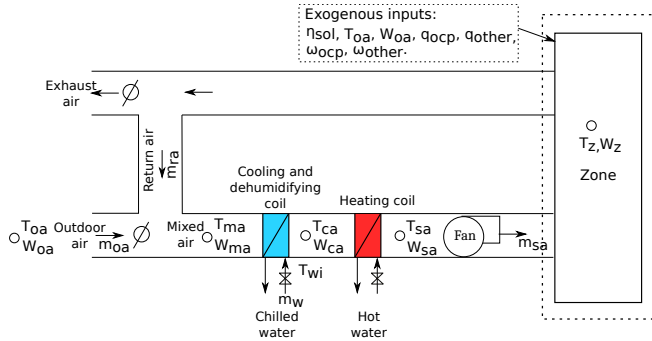 Exogenous inputs:
ηsol, Toa, Woa, qocp, qother,
ωocp, ωother.
Exhaust
air
Return air
mra
Cooling and
dehumidifying
coil
Heating coil
Tz,Wz
Zone
Toa
Woa
Outdoor
air
moa
Mixed
air
Tma
Wma
Tca
Wca
Tsa
Wsa
Fan
msa
Twi
mw
Chilled
water
Hot
water